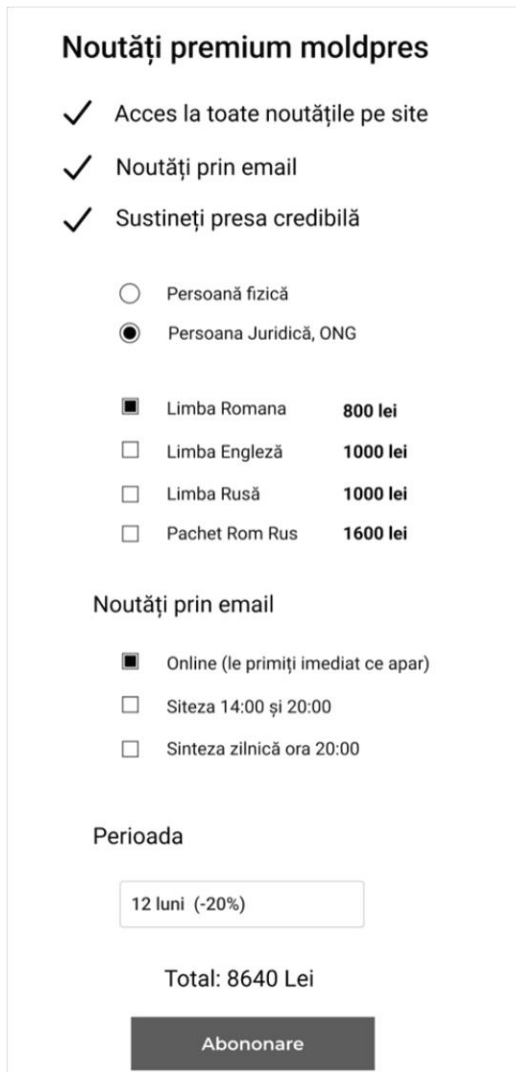 Noutăți premium moldpres
Acces la toate noutățile pe site
Noutăți prin email
Sustineți presa credibilă
Persoană fizică
Persoana Juridică, ONG
Limba Romana 800 lei
Limba Engleză 1000 lei
Limba Rusă 1000 lei
Pachet Rom Rus 1600 lei
Noutăți prin email
Online (le primiți imediat ce apar)
Siteza 14:00 și 20:00
Sinteza zilnică ora 20:00
Perioada
12 luni (-20%)
Total: 8640 Lei
Abononare